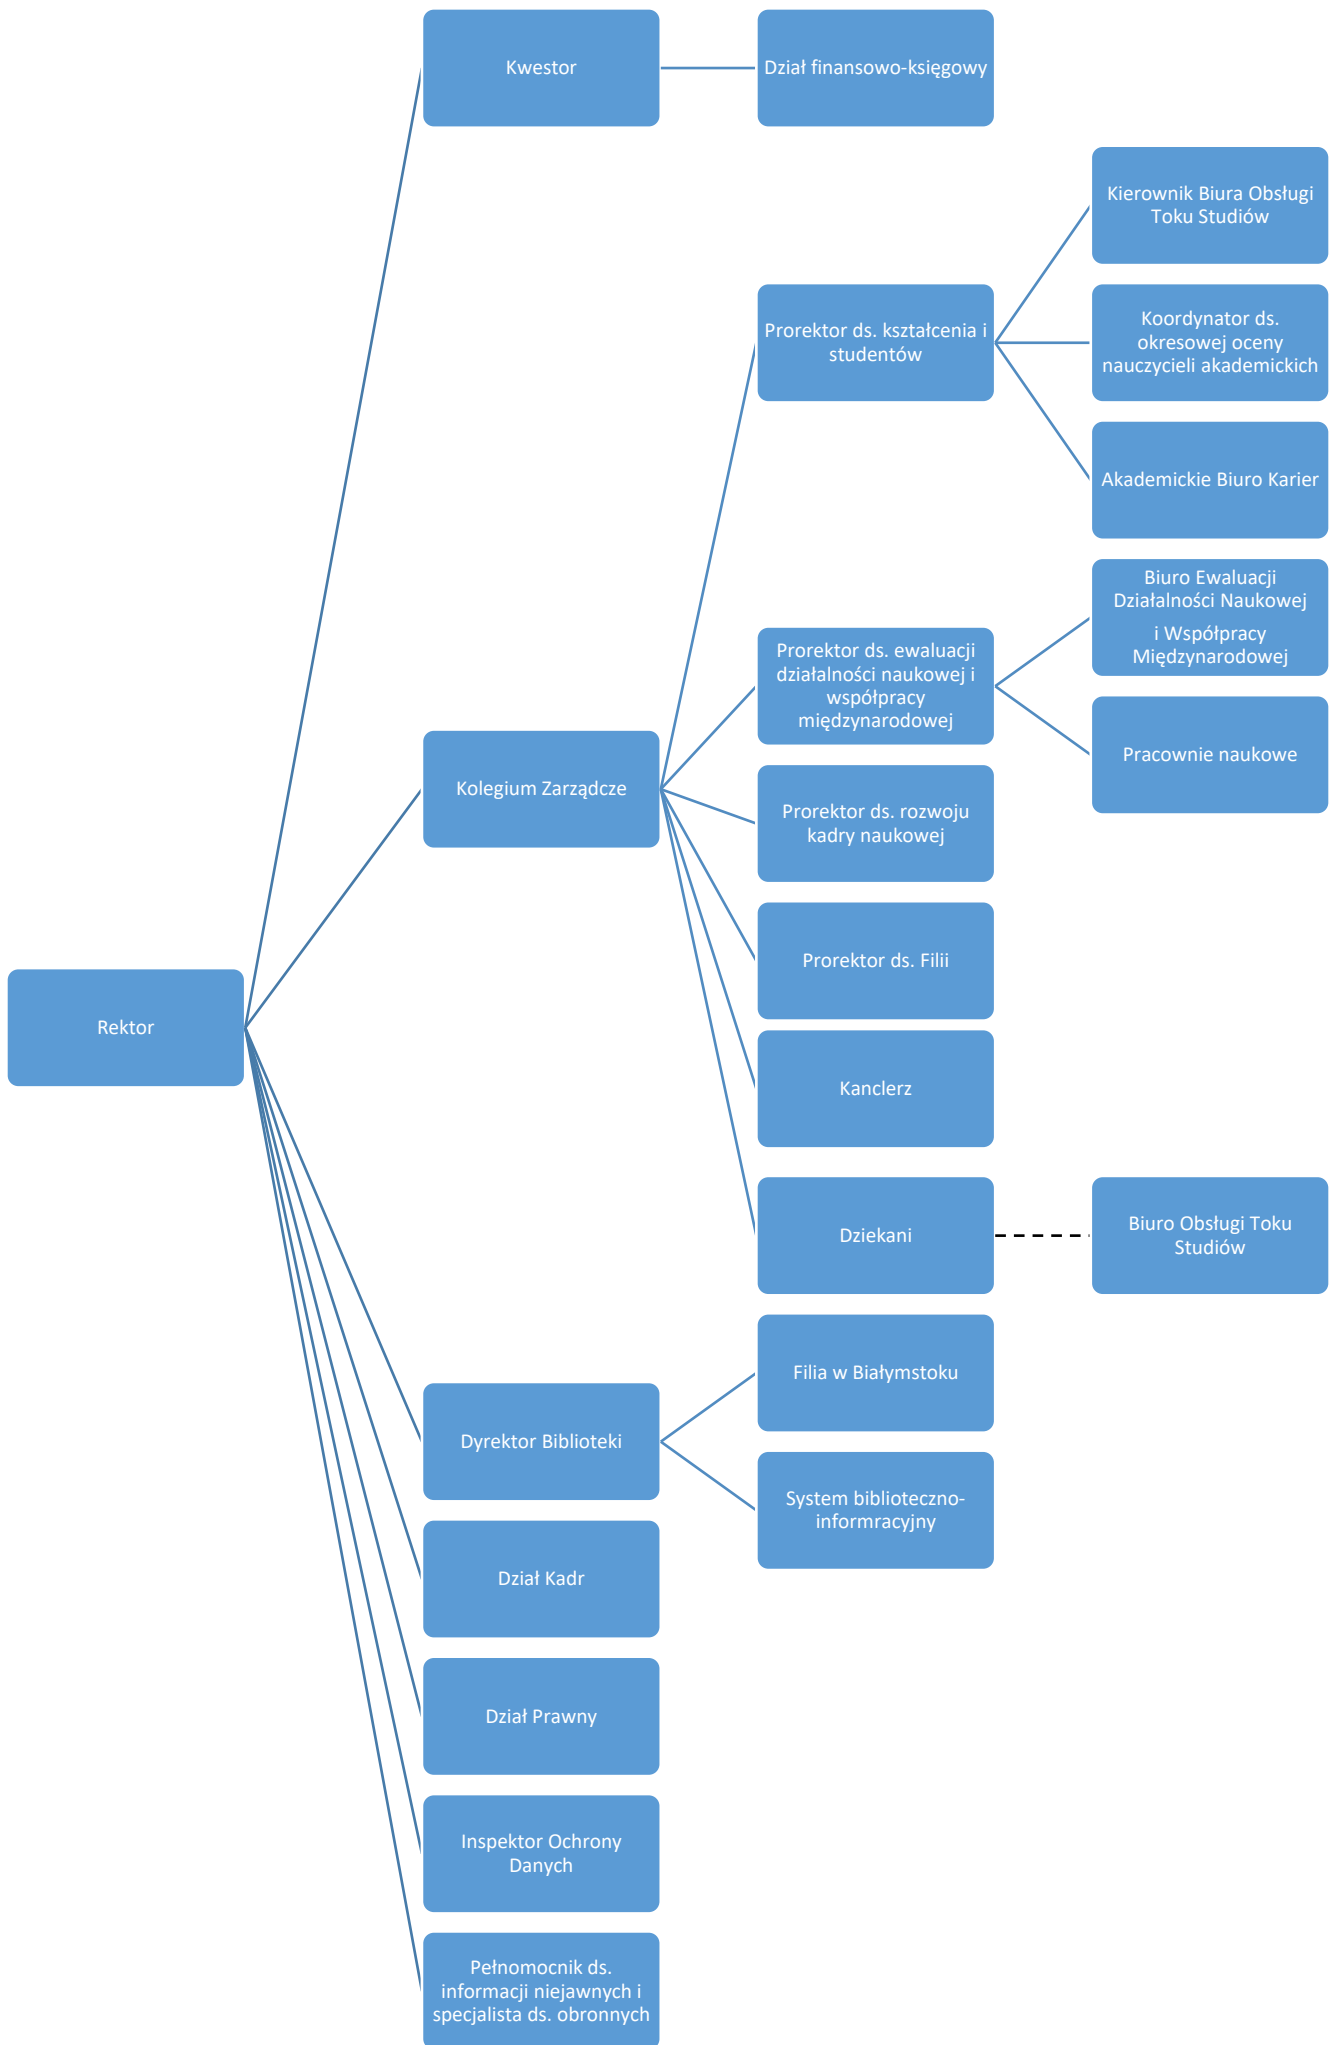 Kwestor
Dział finansowo-księgowy
Kierownik Biura Obsługi
Toku Studiów
Prorektor ds. kształcenia i
studentów
Koordynator ds.
okresowej oceny
nauczycieli akademickich
Akademickie Biuro Karier
Biuro Ewaluacji
Działalności Naukowej
i Współpracy
Międzynarodowej
Prorektor ds. ewaluacji
działalności naukowej i
współpracy
międzynarodowej
Pracownie naukowe
Kolegium Zarządcze
Prorektor ds. rozwoju
kadry naukowej
Prorektor ds. Filii
Rektor
Kanclerz
Dziekani
Biuro Obsługi Toku
Studiów
Filia w Białymstoku
Dyrektor Biblioteki
System biblioteczno-
informracyjny
Dział Kadr
Dział Prawny
Inspektor Ochrony
Danych
Pełnomocnik ds.
informacji niejawnych i
specjalista ds. obronnych